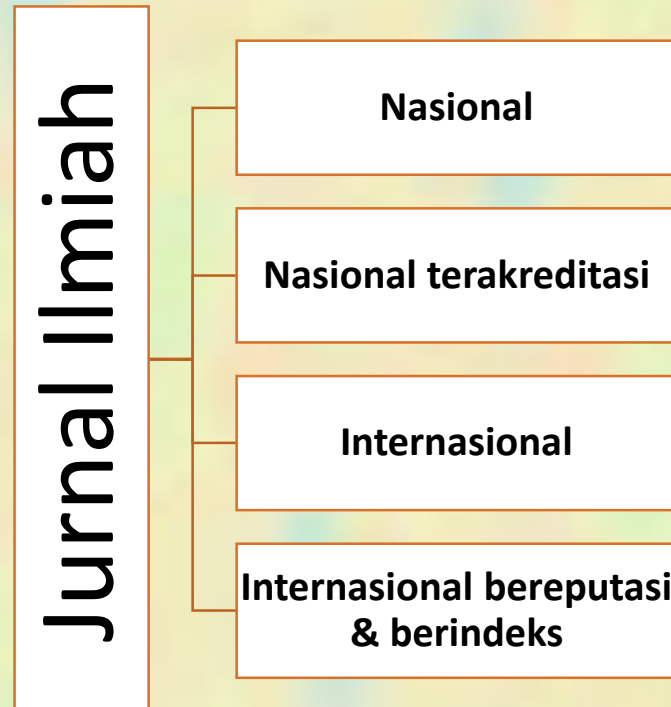 Jurnal Ilmiah
Nasional
Nasional terakreditasi
Internasional
Internasional bereputasi
& berindeks